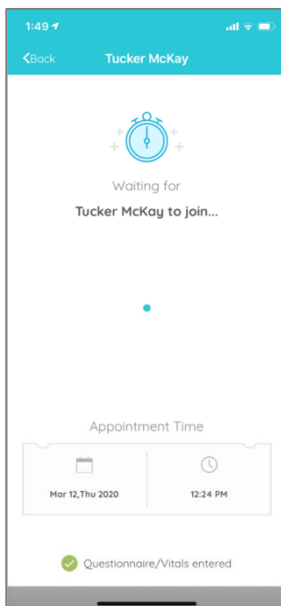 1:49
Back Tucker McKay
Waiting for
Tucker McKay to join...
Appointment Time
Mar 12,Thu 2020 12:24 PM
Questionnaire/Vitals entered